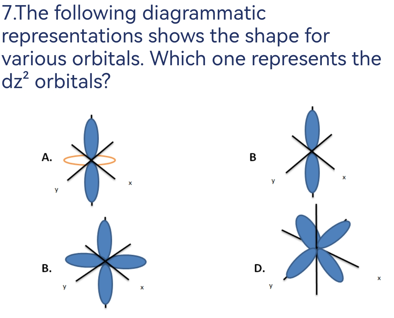 7.The following diagrammatic
representations shows the shape for
various orbitals. Which one represents the
dz² orbitals?
A.
y
x
B
y
x
B.
y
x
D.
y
x